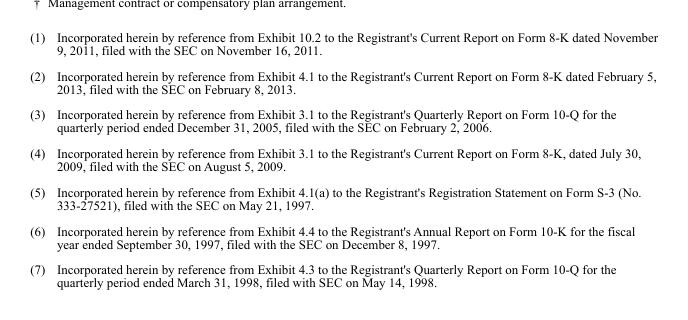 † Management contract or compensatory plan arrangement.
(1) Incorporated herein by reference from Exhibit 10.2 to the Registrant's Current Report on Form 8-K dated November
9, 2011, filed with the SEC on November 16, 2011.
(2) Incorporated herein by reference from Exhibit 4.1 to the Registrant's Current Report on Form 8-K dated February 5,
2013, filed with the SEC on February 8, 2013.
(3) Incorporated herein by reference from Exhibit 3.1 to the Registrant's Quarterly Report on Form 10-Q for the
quarterly period ended December 31, 2005, filed with the SEC on February 2, 2006.
(4) Incorporated herein by reference from Exhibit 3.1 to the Registrant's Current Report on Form 8-K, dated July 30,
2009, filed with the SEC on August 5, 2009.
(5) Incorporated herein by reference from Exhibit 4.1(a) to the Registrant's Registration Statement on Form S-3 (No.
333-27521), filed with the SEC on May 21, 1997.
(6) Incorporated herein by reference from Exhibit 4.4 to the Registrant's Annual Report on Form 10-K for the fiscal
year ended September 30, 1997, filed with the SEC on December 8, 1997.
(7) Incorporated herein by reference from Exhibit 4.3 to the Registrant's Quarterly Report on Form 10-Q for the
quarterly period ended March 31, 1998, filed with SEC on May 14, 1998.